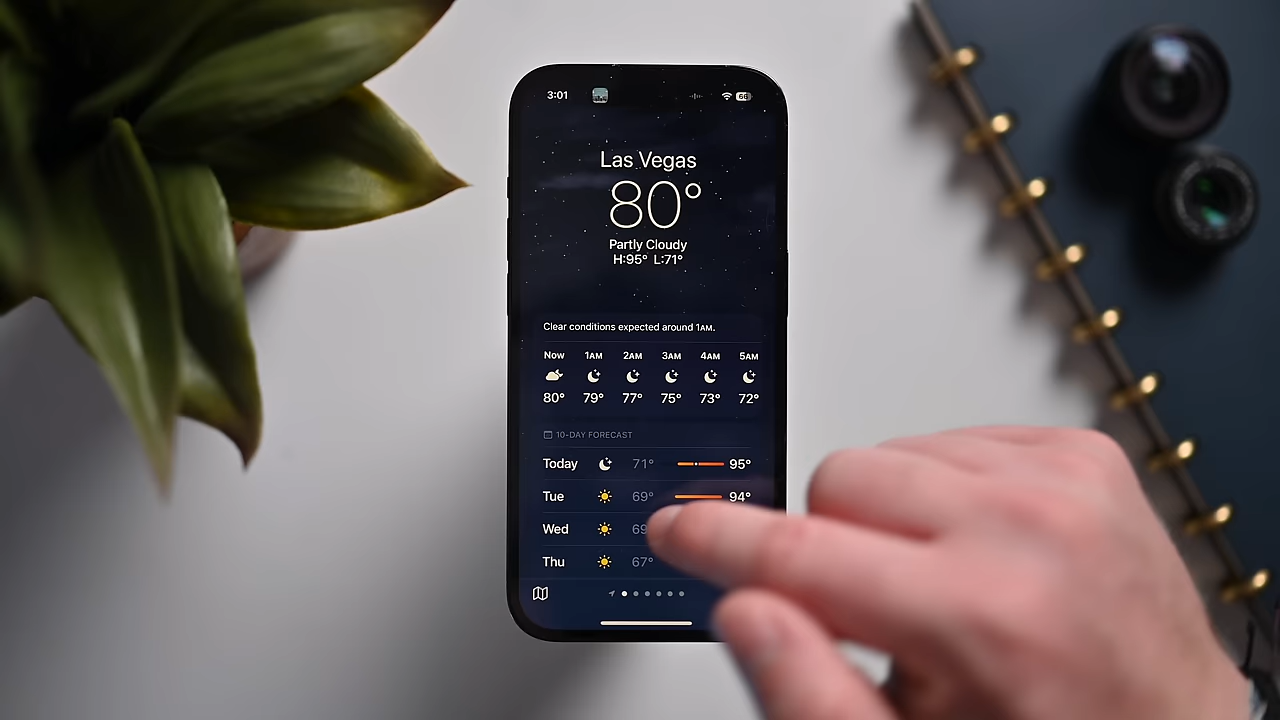 3:01 66
Las Vegas
80°
Partly Cloudy
H:95° L:71°
Clear conditions expected around 1AM.
Now 1AM 2AM 3AM 4AM 5AM
80° 79° 77° 75° 73° 72°
10-DAY FORECAST
Today 71° 95°
Tue 69° 94°
Wed 69
Thu 67°